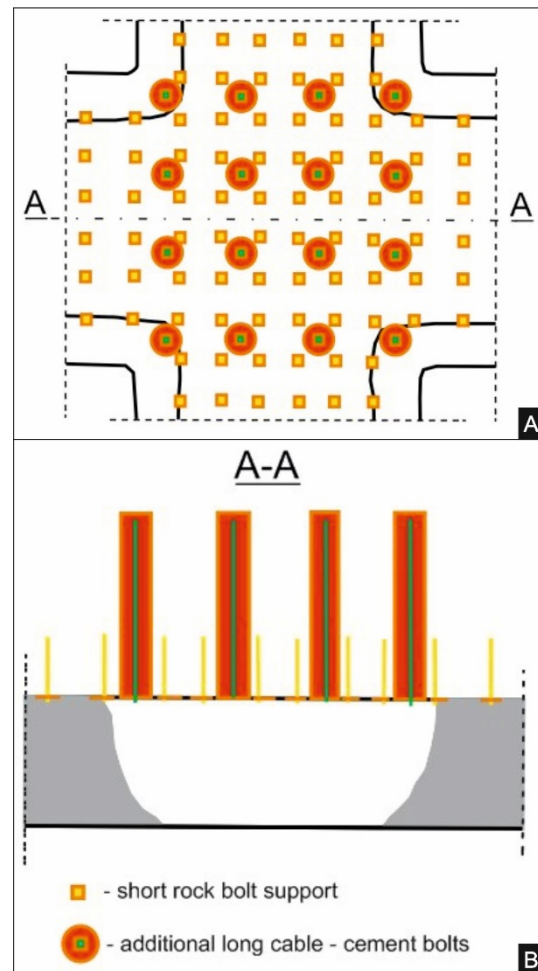 A A
A
A-A
- short rock bolt support
- additional long cable - cement bolts
B